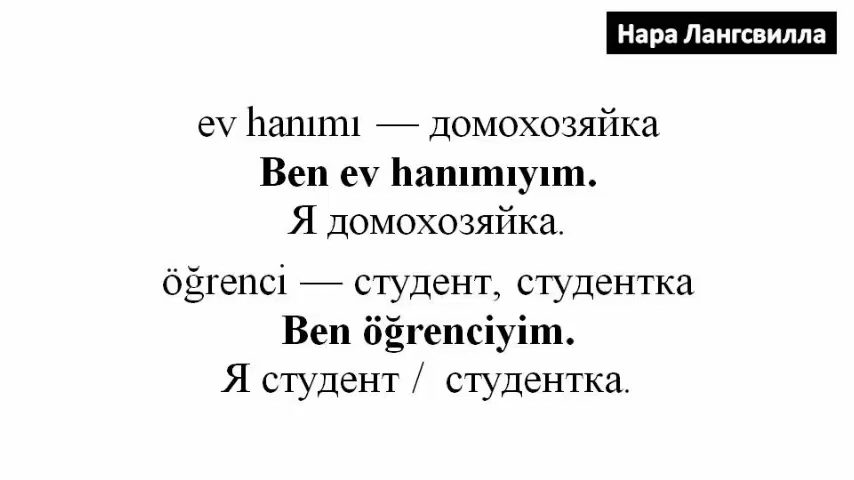 Нара Лангсвилла
ev hanımı — домохозяйка
Ben ev hanımıyım.
Я домохозяйка.
öğrenci — студент, студентка
Ben öğrenciyim.
Я студент / студентка.